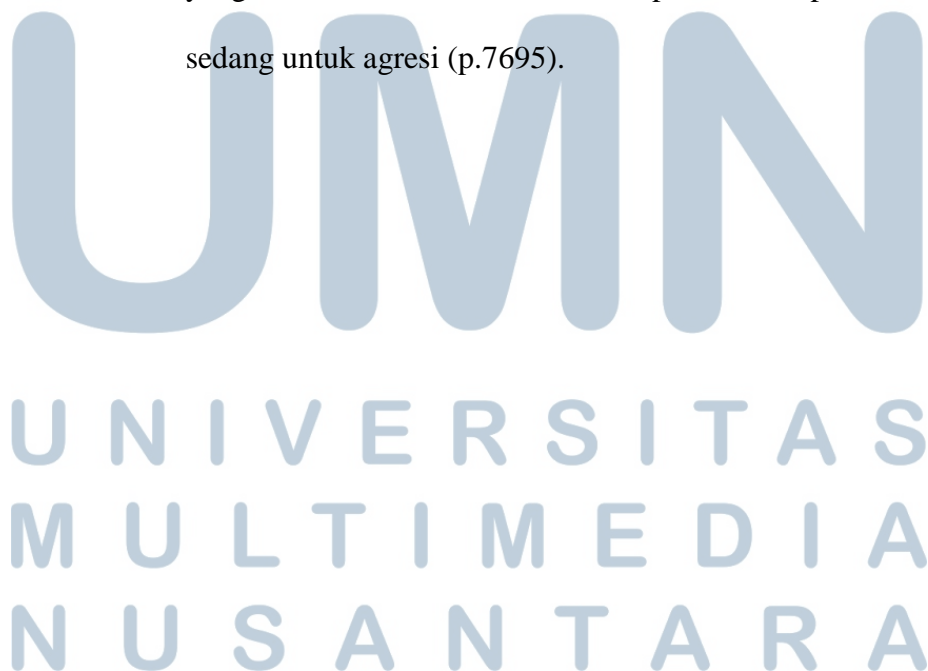 sedang untuk agresi (p.7695).
UMN
UNIVERSITAS
MULTIMEDIA
NUSANTARA